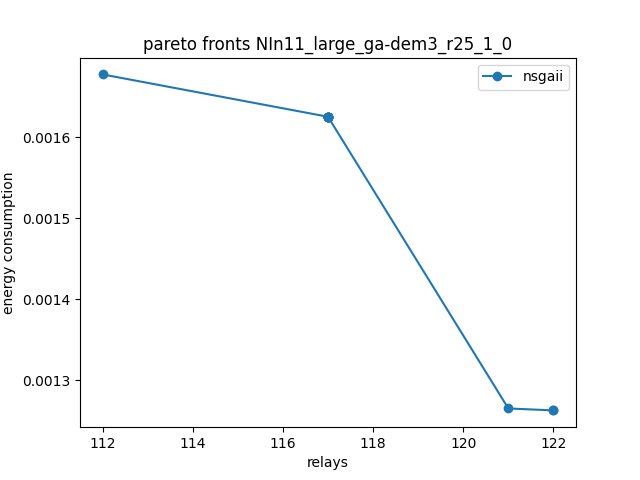 pareto fronts NIn11_large_ga-dem3_r25_1_0
nsgaii
0.0016
0.0015
0.0014
0.0013
energy consumption
112 114 116 118 120 122
relays